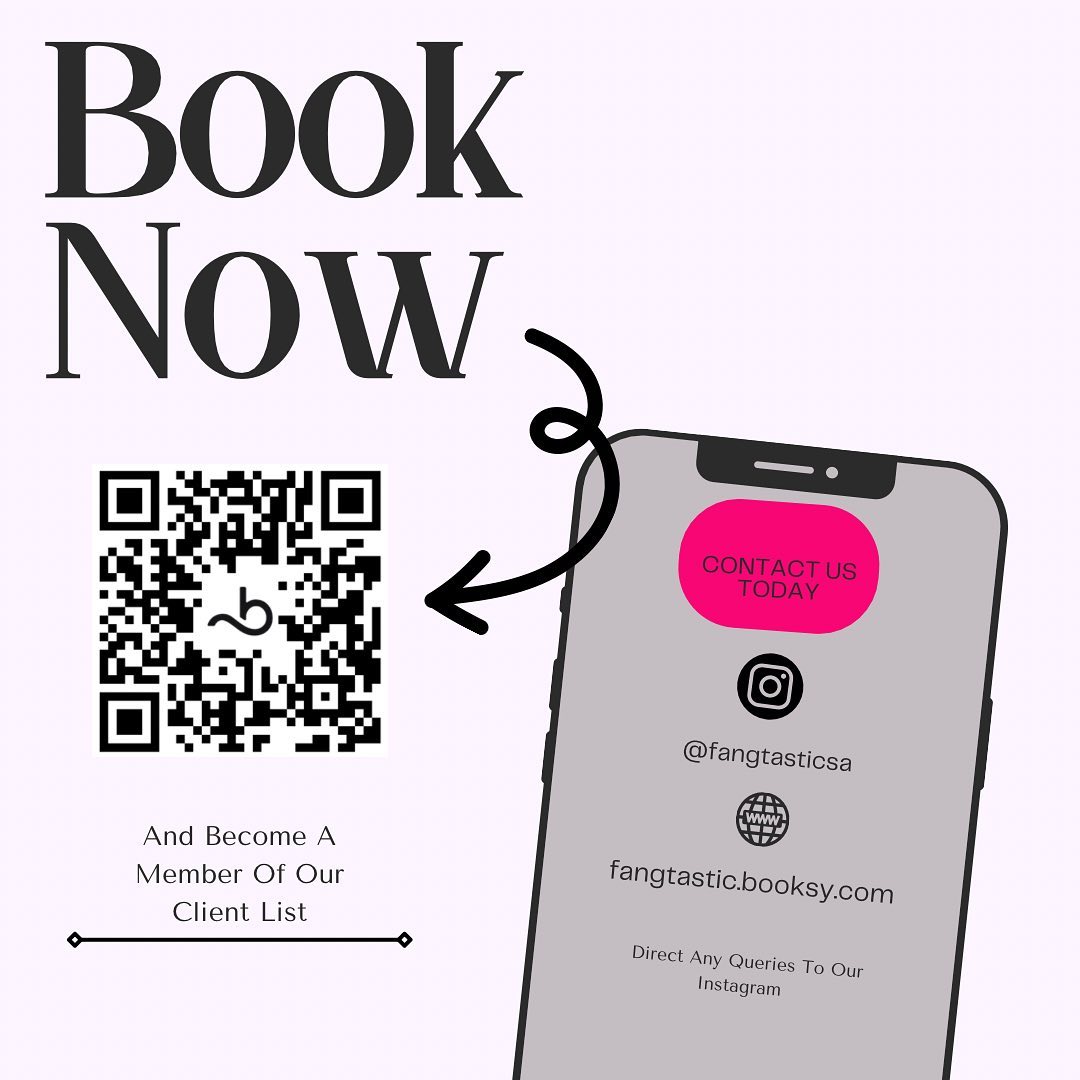 Book
Now
And Become A
Member Of Our
Client List
CONTACT US
TODAY
@fangtasticsa
WWW
fangtastic.booksy.com
Direct Any Queries To Our
Instagram